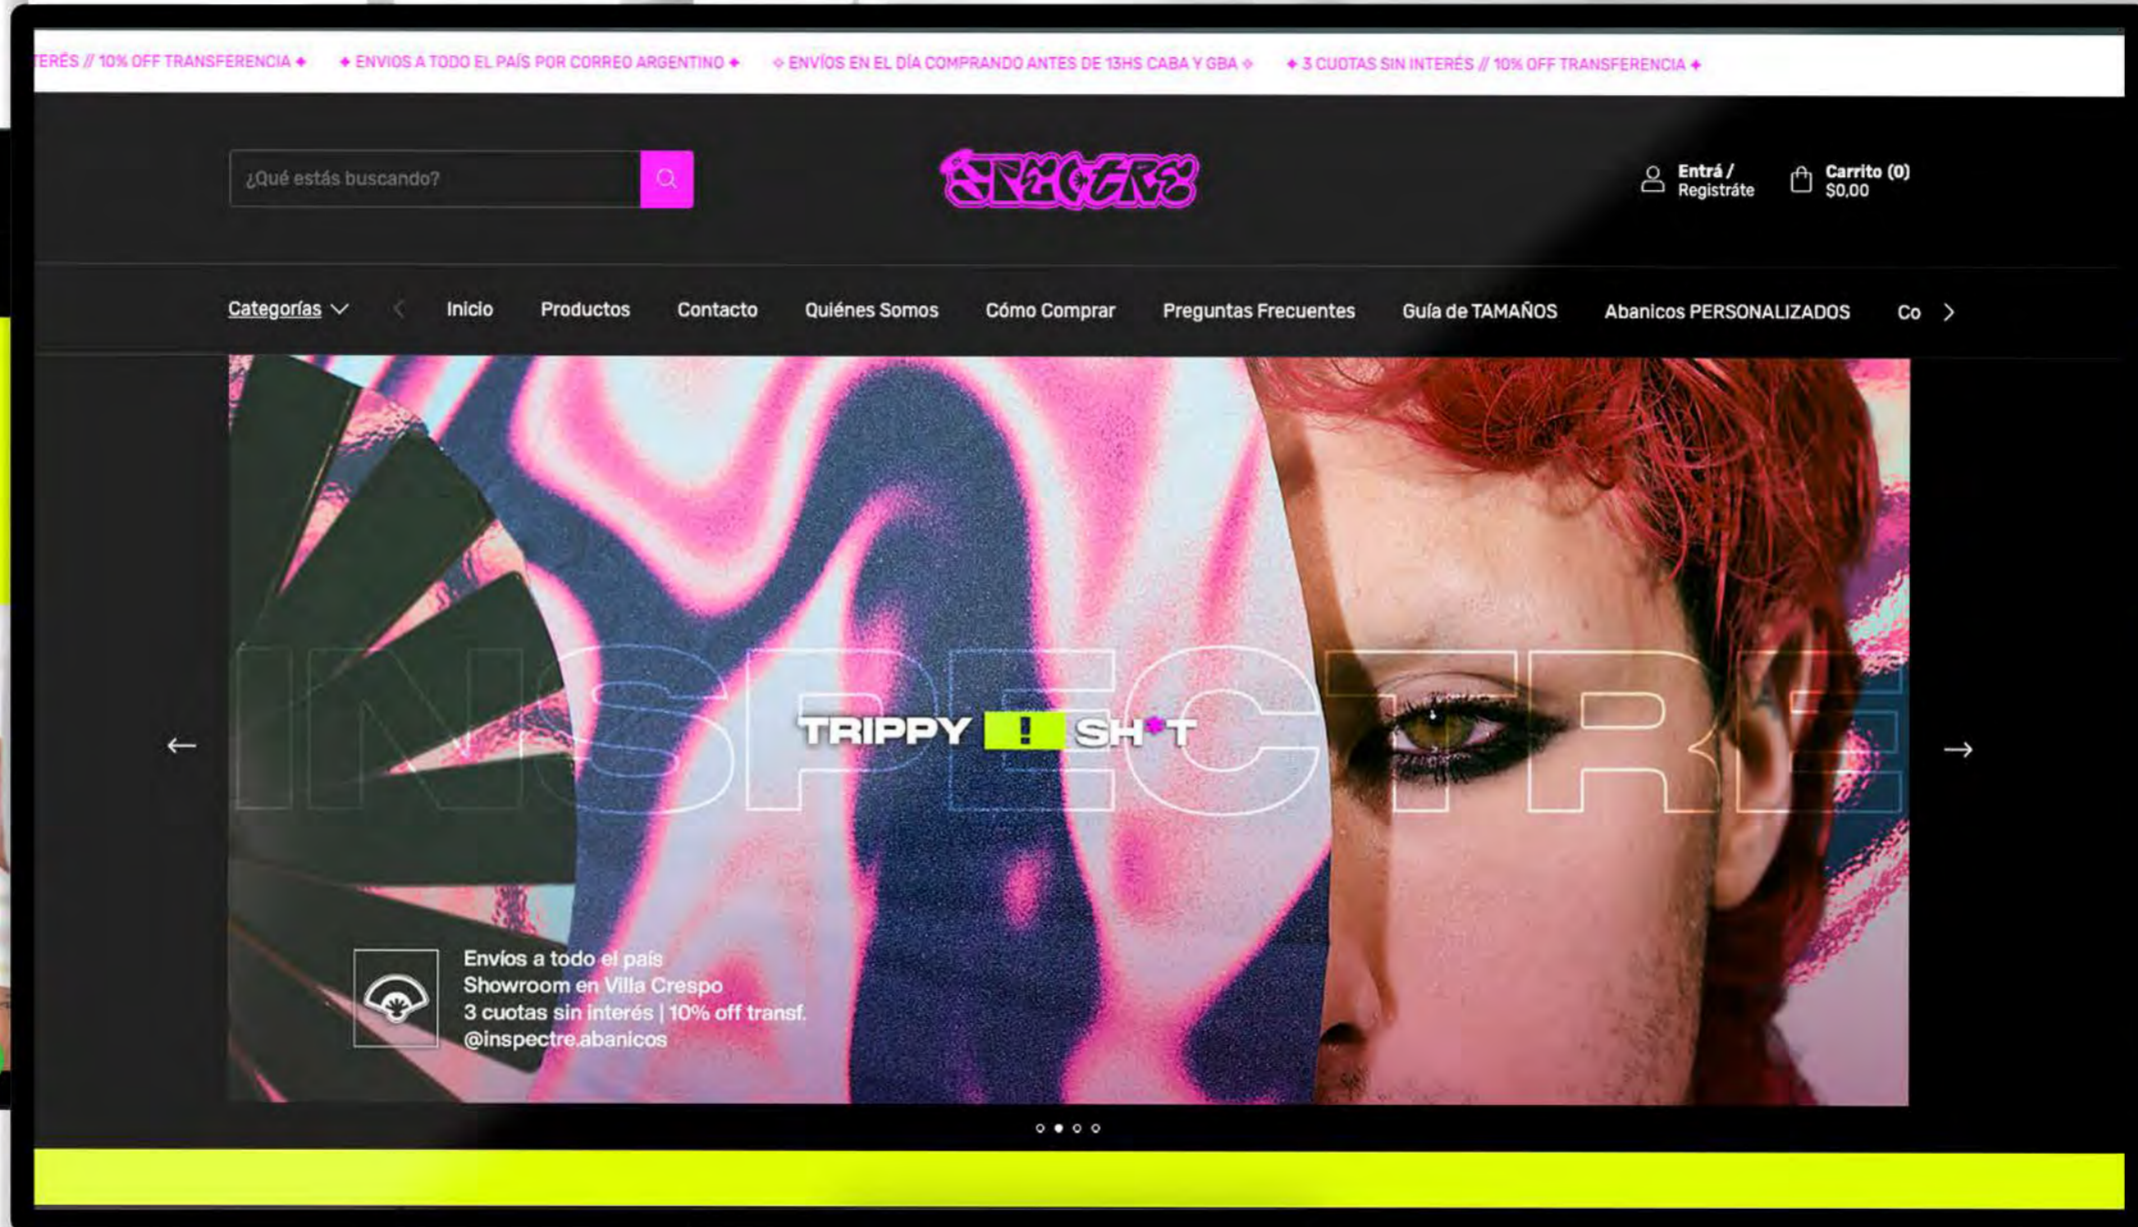 TERÉS // 10% OFF TRANSFERENCIA ✦ ✦ ENVIOS A TODO EL PAÍS POR CORREO ARGENTINO ✦ ✧ ENVÍOS EN EL DÍA COMPRANDO ANTES DE 13HS CABA Y GBA ✧ ✦ 3 CUOTAS SIN INTERÉS // 10% OFF TRANSFERENCIA ✦
¿Qué estás buscando?
INSPECTRE
Entrá /
Registráte
Carrito (0)
$0,00
Categorías Inicio Productos Contacto Quiénes Somos Cómo Comprar Preguntas Frecuentes Guía de TAMAÑOS Abanicos PERSONALIZADOS Co
INSPECTRE
TRIPPY ! SH*T
Envíos a todo el país
Showroom en Villa Crespo
3 cuotas sin interés | 10% off transf.
@inspectre.abanicos